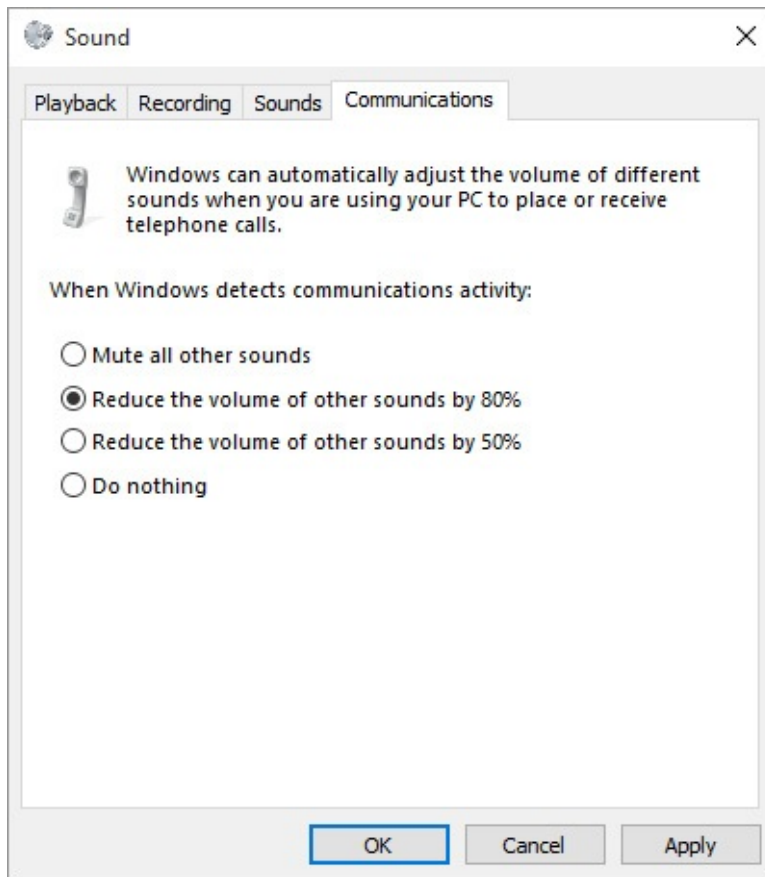 Sound
Playback Recording Sounds Communications
Windows can automatically adjust the volume of different
sounds when you are using your PC to place or receive
telephone calls.
When Windows detects communications activity:
Mute all other sounds
Reduce the volume of other sounds by 80%
Reduce the volume of other sounds by 50%
Do nothing
OK Cancel Apply